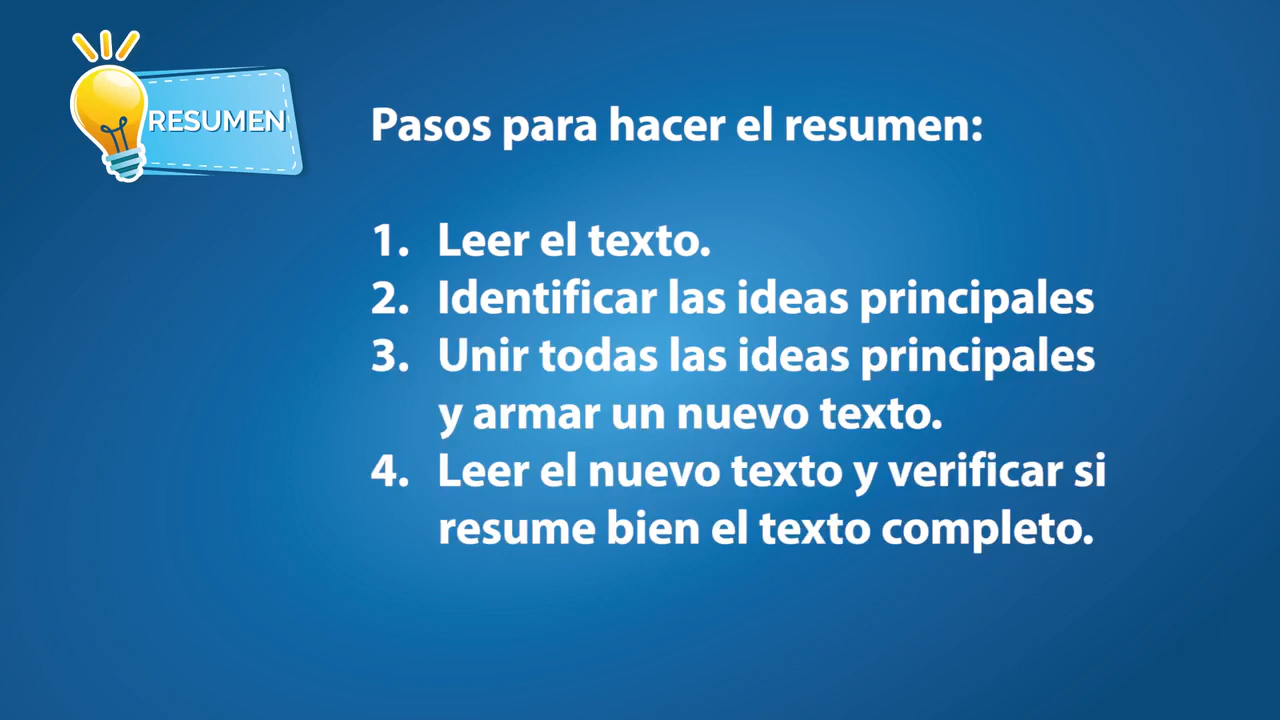 RESUMEN
Pasos para hacer el resumen:
1. Leer el texto.
2. Identificar las ideas principales
3. Unir todas las ideas principales
y armar un nuevo texto.
4. Leer el nuevo texto y verificar si
resume bien el texto completo.